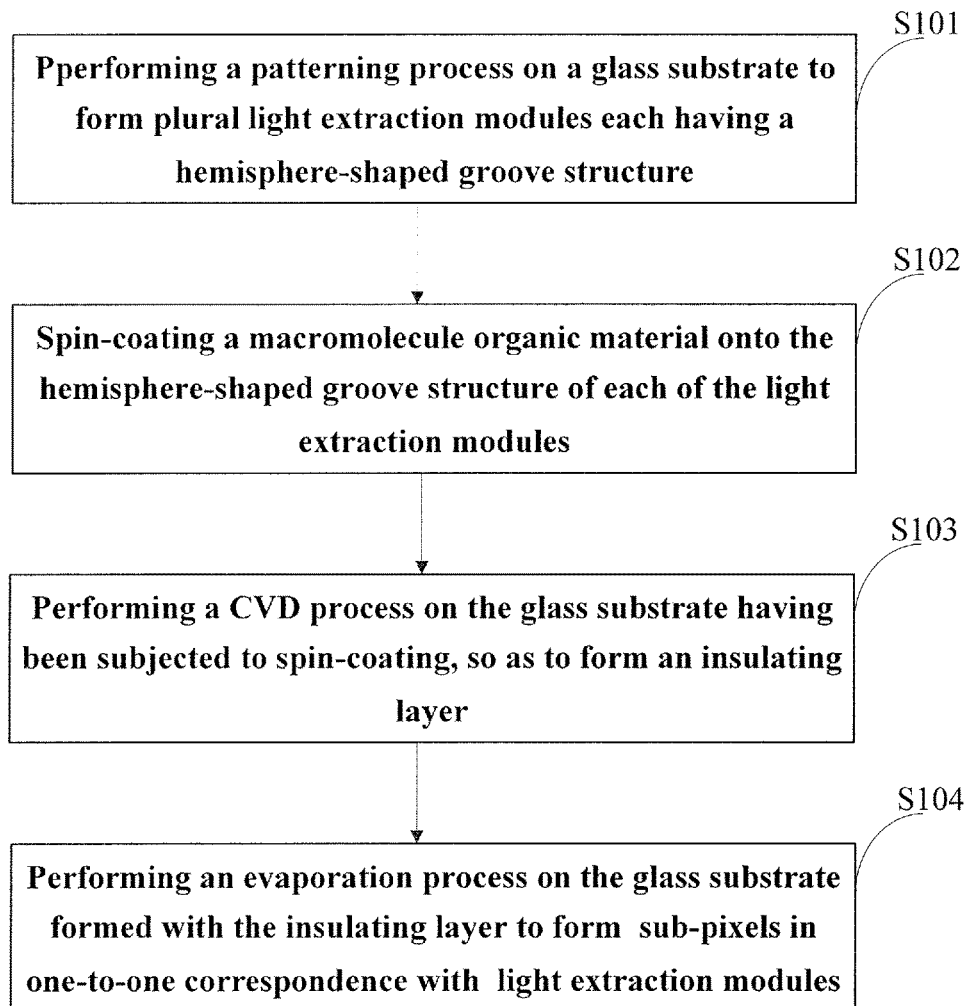 S101
Pperforming a patterning process on a glass substrate to
form plural light extraction modules each having a
hemisphere-shaped groove structure
S102
Spin-coating a macromolecule organic material onto the
hemisphere-shaped groove structure of each of the light
extraction modules
S103
Performing a CVD process on the glass substrate having
been subjected to spin-coating, so as to form an insulating
layer
S104
Performing an evaporation process on the glass substrate
formed with the insulating layer to form sub-pixels in
one-to-one correspondence with light extraction modules